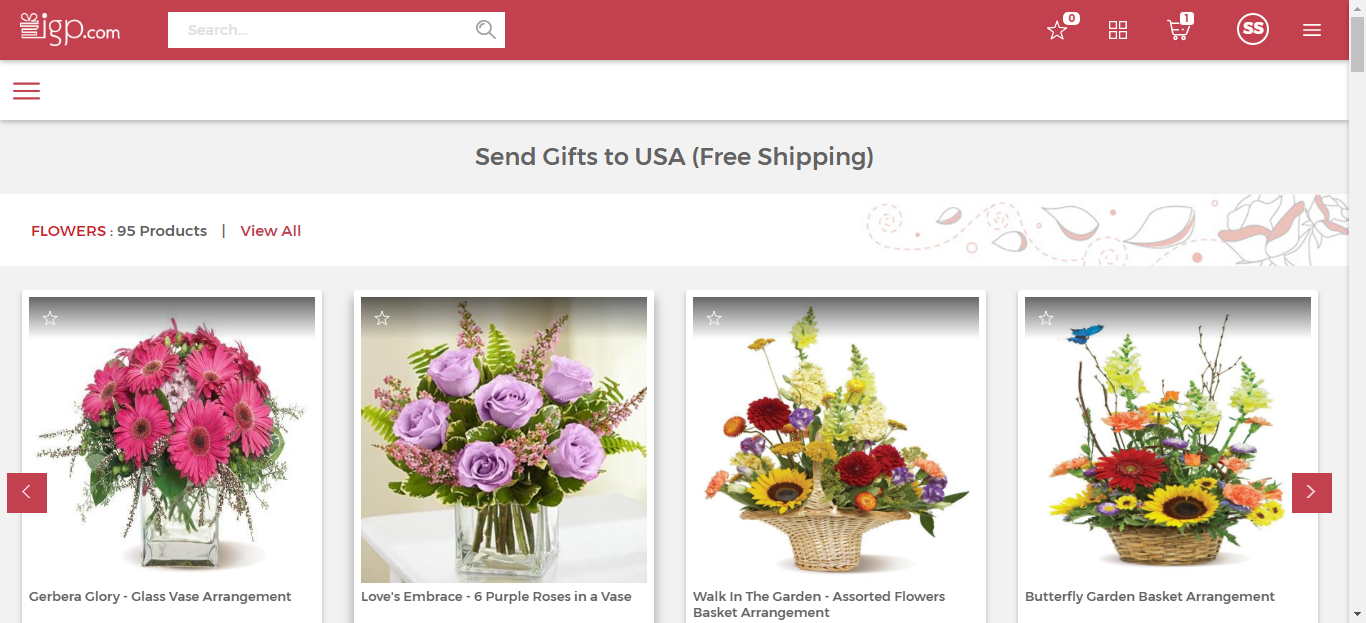 igp.com
Search...
0
1
SS
Send Gifts to USA (Free Shipping)
FLOWERS : 95 Products | View All
Gerbera Glory - Glass Vase Arrangement
Love's Embrace - 6 Purple Roses in a Vase
Walk In The Garden - Assorted Flowers
Basket Arrangement
Butterfly Garden Basket Arrangement